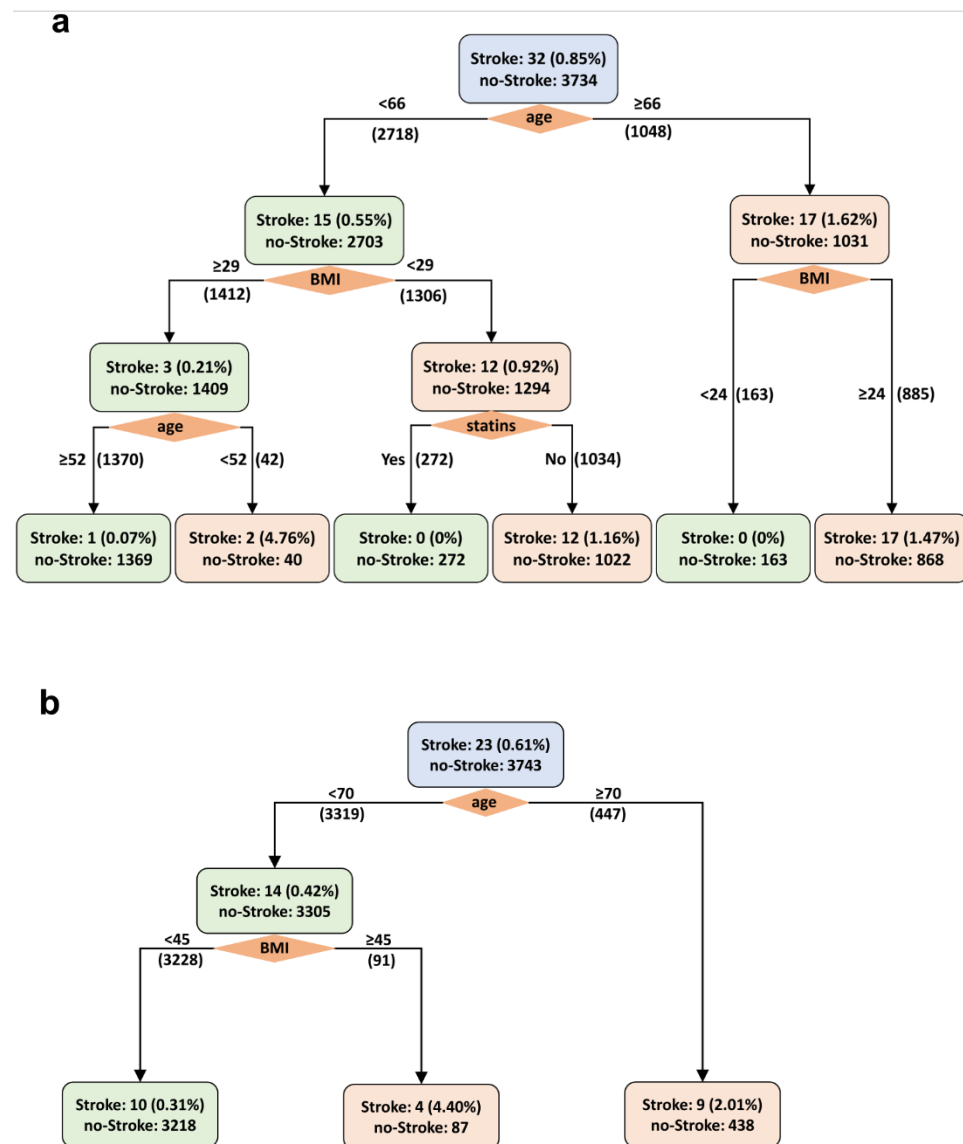 a
Stroke: 32 (0.85%)
no-Stroke: 3734
<66
age
≥66
(2718)
(1048)
Stroke: 15 (0.55%)
no-Stroke: 2703
Stroke: 17 (1.62%)
no-Stroke: 1031
≥29
BMI
<29
(1412)
(1306)
BMI
Stroke: 3 (0.21%)
no-Stroke: 1409
Stroke: 12 (0.92%)
no-Stroke: 1294
<24 (163)
≥24 (885)
age
statins
≥52 (1370)
<52 (42)
Yes (272)
No (1034)
Stroke: 1 (0.07%)
no-Stroke: 1369
Stroke: 2 (4.76%)
no-Stroke: 40
Stroke: 0 (0%)
no-Stroke: 272
Stroke: 12 (1.16%)
no-Stroke: 1022
Stroke: 0 (0%)
no-Stroke: 163
Stroke: 17 (1.47%)
no-Stroke: 868
b
Stroke: 23 (0.61%)
no-Stroke: 3743
<70
age
≥70
(3319)
(447)
Stroke: 14 (0.42%)
no-Stroke: 3305
<45
BMI
≥45
(3228)
(91)
Stroke: 10 (0.31%)
no-Stroke: 3218
Stroke: 4 (4.40%)
no-Stroke: 87
Stroke: 9 (2.01%)
no-Stroke: 438